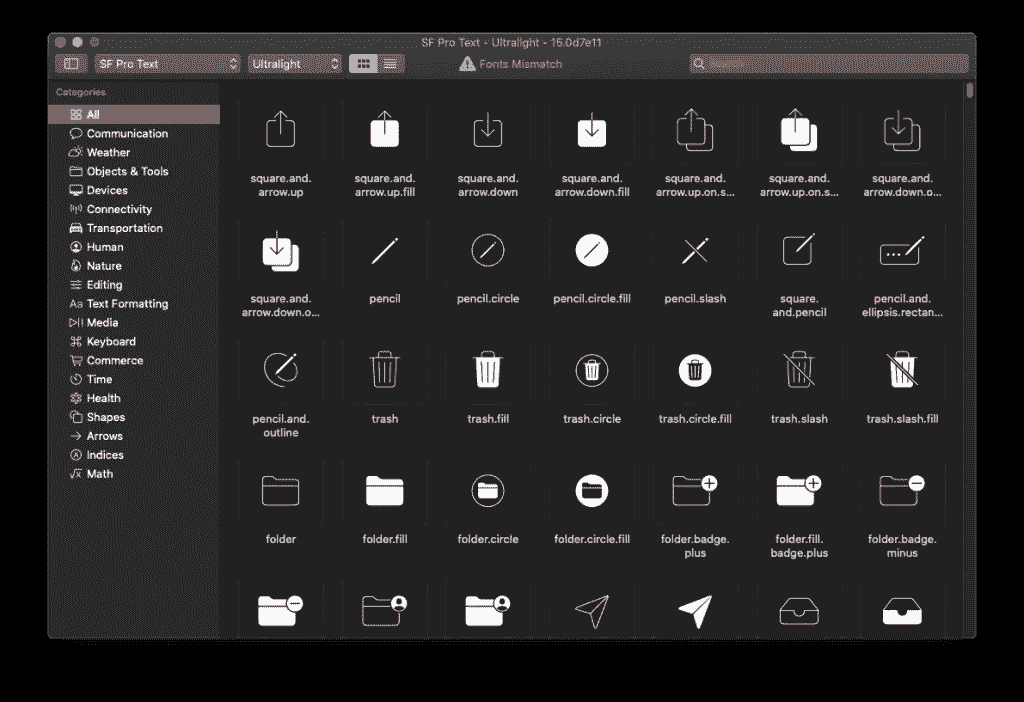 SF Pro Text - Ultralight - 15.0d7e11
SF Pro Text
Ultralight
Fonts Mismatch
Search
Categories
All
Communication
Weather
Objects & Tools
Devices
Connectivity
Transportation
Human
Nature
Editing
Aa Text Formatting
Media
Keyboard
Commerce
Time
Health
Shapes
Arrows
Indices
Math
square.and.
arrow.up
square.and.
arrow.up.fill
square.and.
arrow.down
square.and.
arrow.down.fill
square.and.
arrow.up.on.s...
square.and.
arrow.up.on.s...
square.and.
arrow.down.o...
square.and.
arrow.down.o...
pencil
pencil.circle
pencil.circle.fill
pencil.slash
square.
and.pencil
pencil.and.
ellipsis.rectan...
pencil.and.
outline
trash
trash.fill
trash.circle
trash.circle.fill
trash.slash
trash.slash.fill
folder
folder.fill
folder.circle
folder.circle.fill
folder.badge.
plus
folder.fill.
badge.plus
folder.badge.
minus